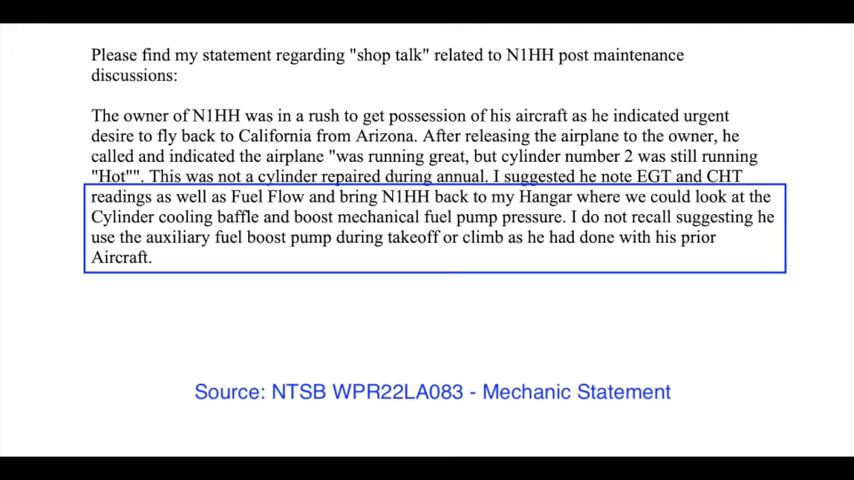 Please find my statement regarding "shop talk" related to N1HH post maintenance
discussions:
The owner of N1HH was in a rush to get possession of his aircraft as he indicated urgent
desire to fly back to California from Arizona. After releasing the airplane to the owner, he
called and indicated the airplane "was running great, but cylinder number 2 was still running
"Hot"". This was not a cylinder repaired during annual. I suggested he note EGT and CHT
readings as well as Fuel Flow and bring N1HH back to my Hangar where we could look at the
Cylinder cooling baffle and boost mechanical fuel pump pressure. I do not recall suggesting he
use the auxiliary fuel boost pump during takeoff or climb as he had done with his prior
Aircraft.
Source: NTSB WPR22LA083 - Mechanic Statement